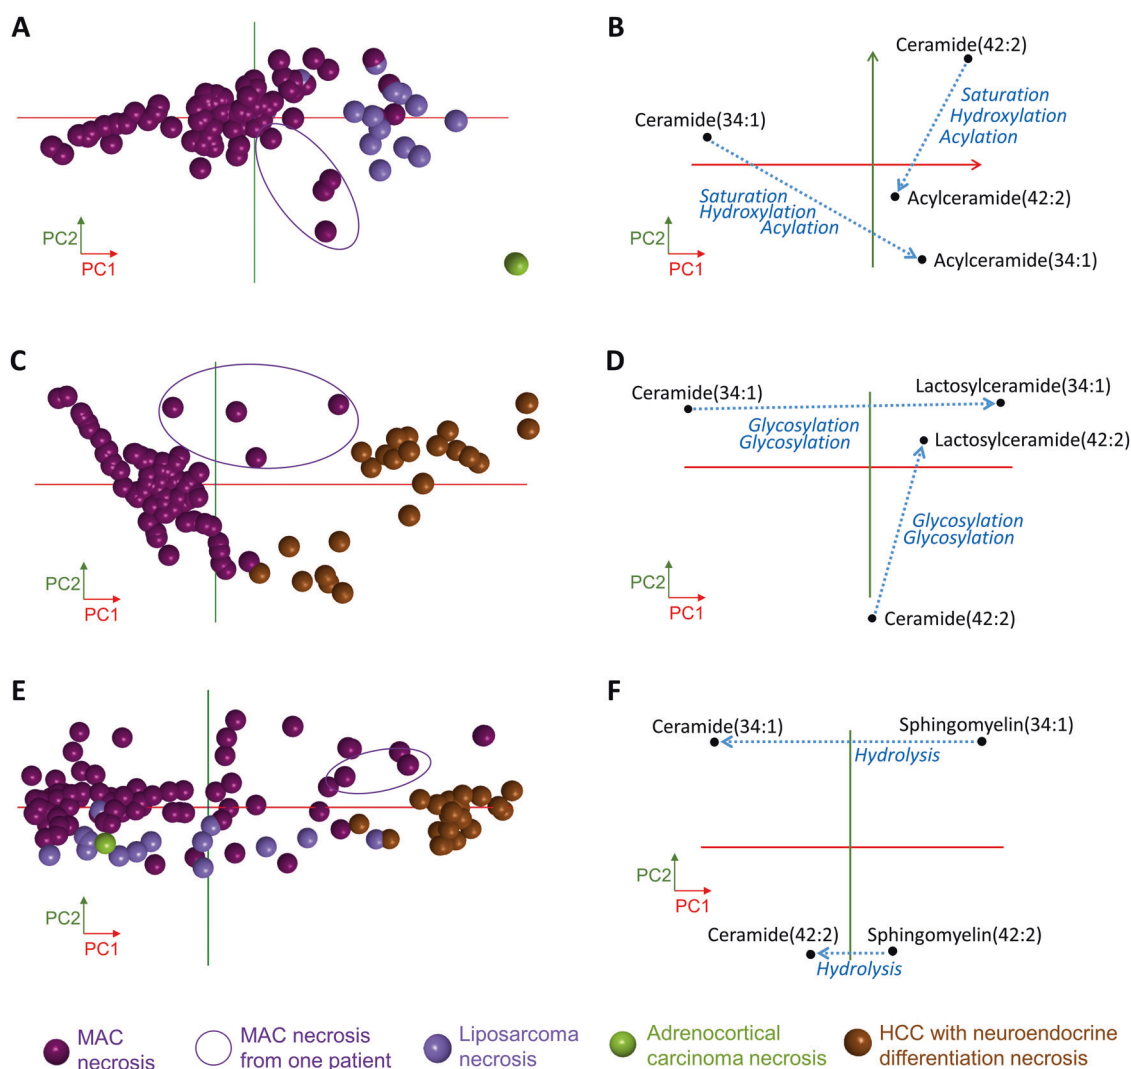 A
PC2
PC1
B
Ceramide(42:2)
Saturation
Hydroxylation
Acylation
Ceramide(34:1)
Saturation
Hydroxylation
Acylation
Acylceramide(42:2)
Acylceramide(34:1)
C
PC2
PC1
D
Ceramide(34:1)
Lactosylceramide(34:1)
Glycosylation
Glycosylation
Lactosylceramide(42:2)
Glycosylation
Glycosylation
PC2
PC1
Ceramide(42:2)
E
PC2
PC1
F
Ceramide(34:1)
Sphingomyelin(34:1)
Hydrolysis
PC2
PC1
Ceramide(42:2)
Sphingomyelin(42:2)
Hydrolysis
MAC
necrosis
MAC necrosis
from one patient
Liposarcoma
necrosis
Adrenocortical
carcinoma necrosis
HCC with neuroendocrine
differentiation necrosis